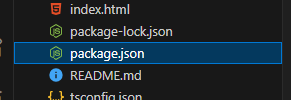 index.html
package-lock.json
package.json
README.md
tsconfig.json